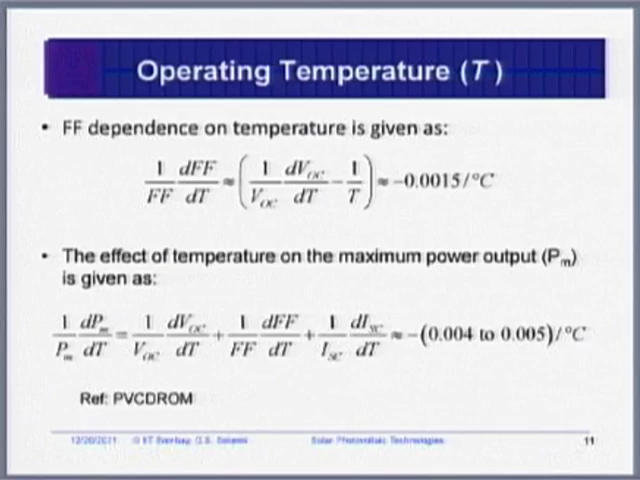 Operating Temperature (T)
• FF dependence on temperature is given as:
1/FF dFF/dT ≈ (1/V_OC dV_OC/dT − 1/T) ≈ −0.0015/°C
• The effect of temperature on the maximum power output (Pm)
is given as:
1/P_m dP_m/dT = 1/V_OC dV_OC/dT + 1/FF dFF/dT + 1/I_SC dI_SC/dT ≈ −(0.004 to 0.005)/°C
Ref: PVCDROM
12/20/2011 © IIT Solar Photovoltaic Technologies 11